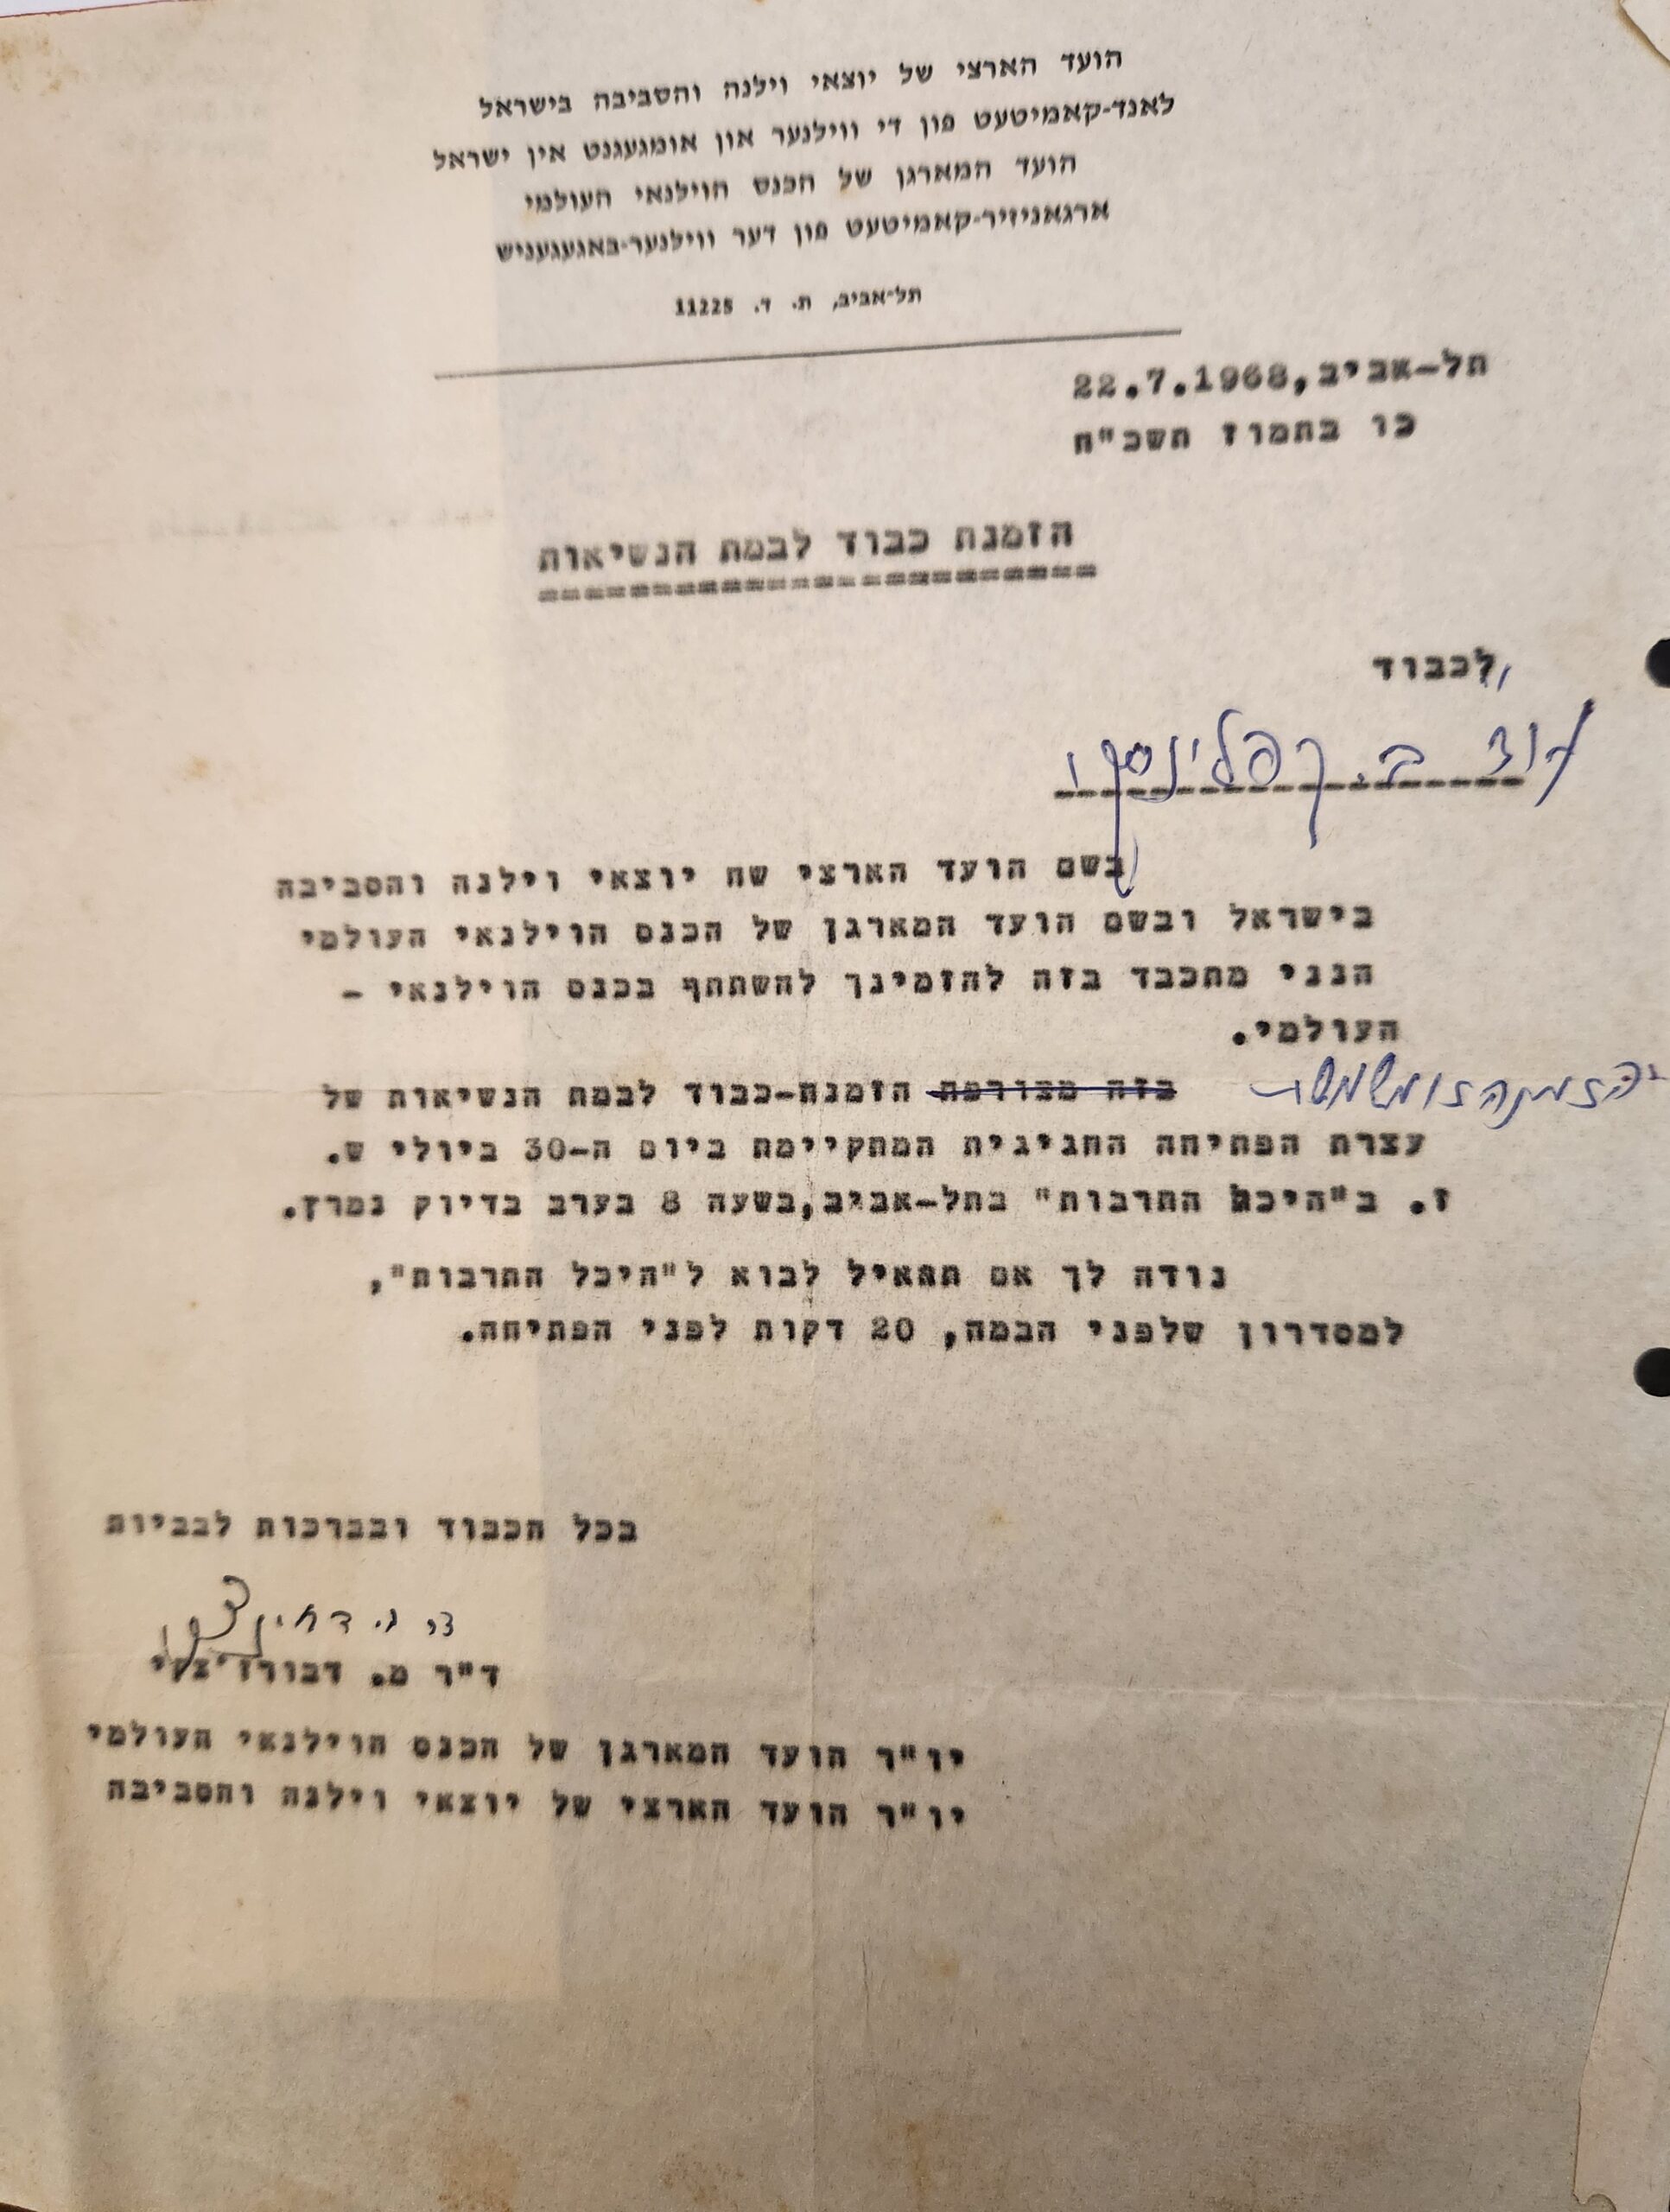 הועד הארצי של יוצאי וילנה והסביבה בישראל
לאנד-קאמיטעט פון די ווילנער און אומגעגנט אין ישראל
הועד המארגן של הכנס הוילנאי העולמי
ארגאניזיר-קאמיטעט פון דער ווילנער-באגעגעניש
תל-אביב, ת. ד. 11225
תל-אביב,22.7.1968
כו בתמוז תשכ"ח
הזמנת כבוד לבמת הנשיאות
לכבוד
ב. קפלינסקי
בשם הועד הארצי שח יוצאי וילנה והסביבה
בישראל ובשם הועד המארגן של הכנס הוילנאי העולמי
הנני מתכבד בזה להזמינך להשתתף בכנס הוילנאי -
העולמי.
הזמנה זו משמשת
בזה מצורפת הזמנת-כבוד לבמת הנשיאות של
עצרת הפתיחה החגיגית המתקיימת ביום ה-30 ביולי ש.
ז. ב"היכל התרבות" בתל-אביב,בשעה 8 בערב בדיוק נמרץ.
נודה לך אם תואיל לבוא ל"היכל התרבות",
למסדרון שלפני הבמה, 20 דקות לפני הפתיחה.
בכל הכבוד ובברכות לבביות
ד"ר מ. דבורז'צקי
יו"ר הועד המארגן של הכנס הוילנאי העולמי
יו"ר הועד הארצי של יוצאי וילנה והסביבה